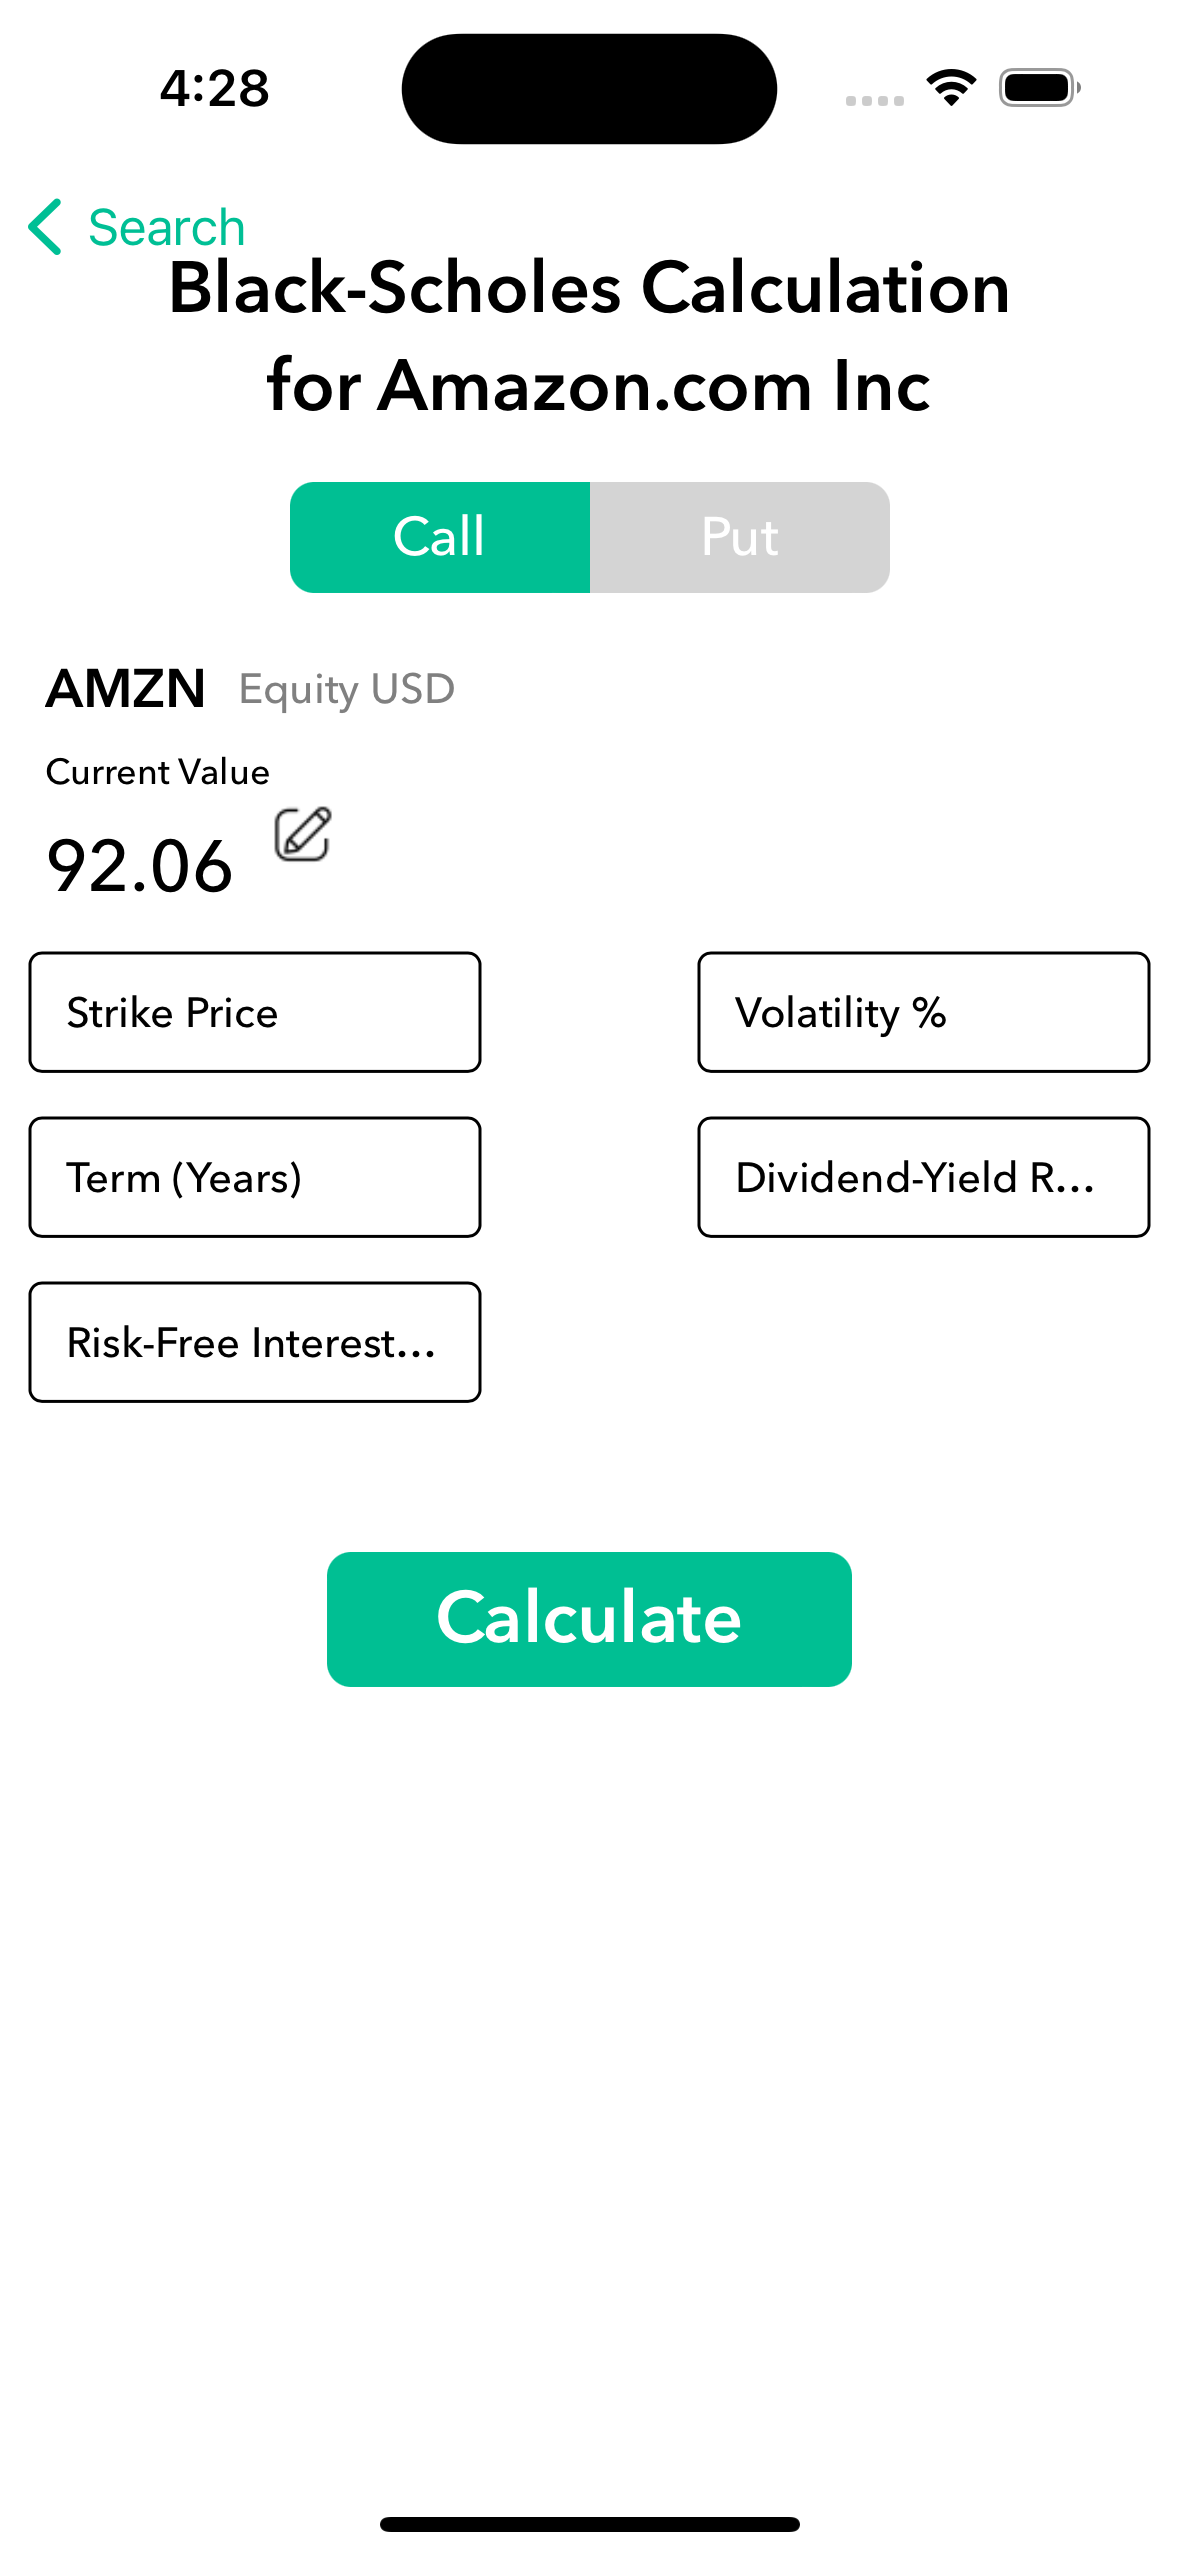 4:28
Search
Black-Scholes Calculation
for Amazon.com Inc
Call Put
AMZN Equity USD
Current Value
92.06
Strike Price Volatility %
Term (Years) Dividend-Yield R...
Risk-Free Interest...
Calculate